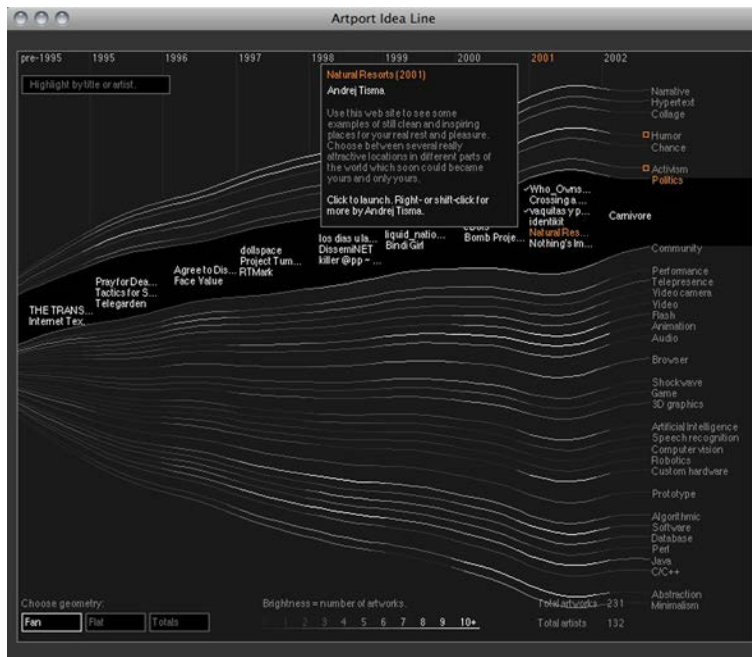 Artport Idea Line
pre-1995 1995 1996 1997 1998 1999 2000 2001 2002
Highlight by title or artist.
Natural Resorts (2001)
Andrej Tisma
Use this web site to see some
examples of still clean and inspiring
places for your real rest and pleasure.
Choose between several really
attractive locations in different parts of
the world which soon could became
yours and only yours.
Click to launch. Right- or shift-click for
more by Andrej Tisma.
THE TRANS...
Internet Tex...
Pray for Dea...
Tactics for S...
Telegarden
Agree to Dis...
Face Value
dollspace
Project Tum...
RTMark
los dias u la...
DissemiNET
killer @pp ~ ...
liquid_natio...
Bindi Girl
Bomb Proje...
Who_Owns...
Crossing a ...
vaquitas y p...
identikit
Natural Res...
Nothing's Im...
Carnivore
Narrative
Hypertext
Collage
Humor
Chance
Activism
Politics
Community
Performance
Telepresence
Video camera
Video
Flash
Animation
Audio
Browser
Shockwave
Game
3D graphics
Artificial Intelligence
Speech recognition
Computer vision
Robotics
Custom hardware
Prototype
Algorithmic
Software
Database
Perl
Java
C/C++
Abstraction
Minimalism
Choose geometry:
Fan Flat Totals
Brightness = number of artworks.
1 2 3 4 5 6 7 8 9 10+
Total artworks 231
Total artists 132